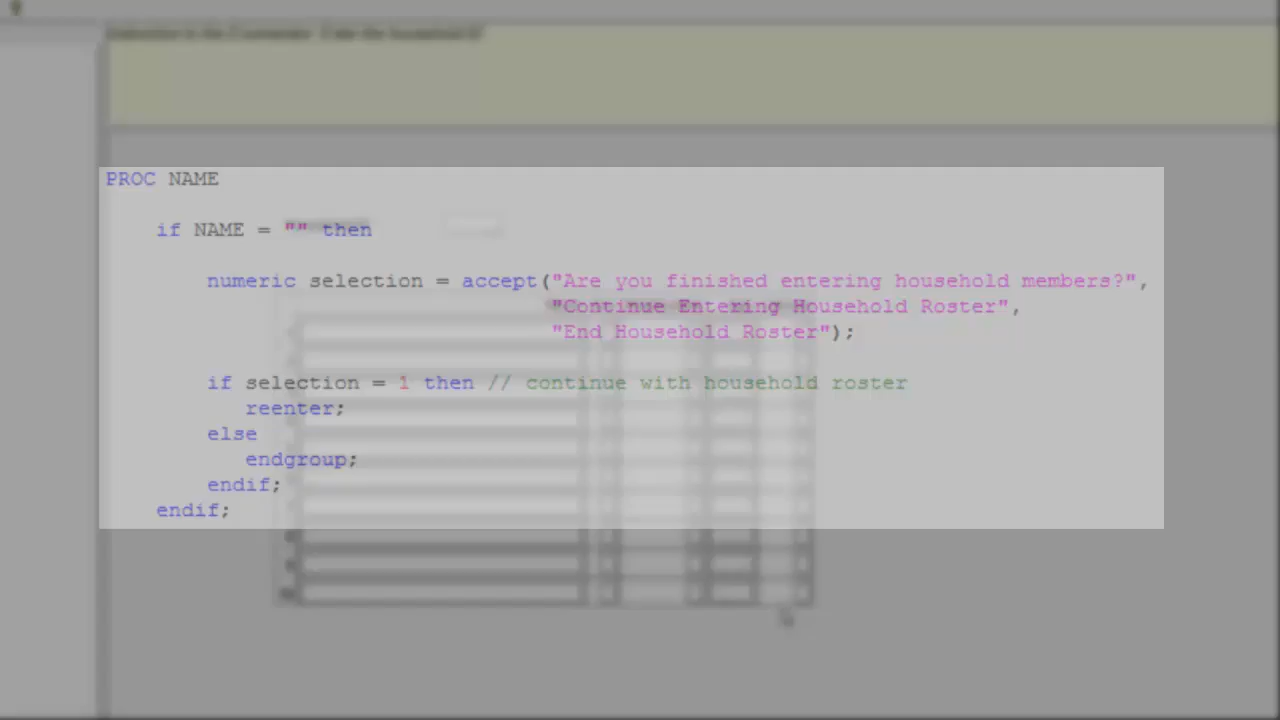 PROC NAME
if NAME = "" then
numeric selection = accept("Are you finished entering household members?",
"Continue Entering Household Roster",
"End Household Roster");
if selection = 1 then // continue with household roster
reenter;
else
endgroup;
endif;
endif;